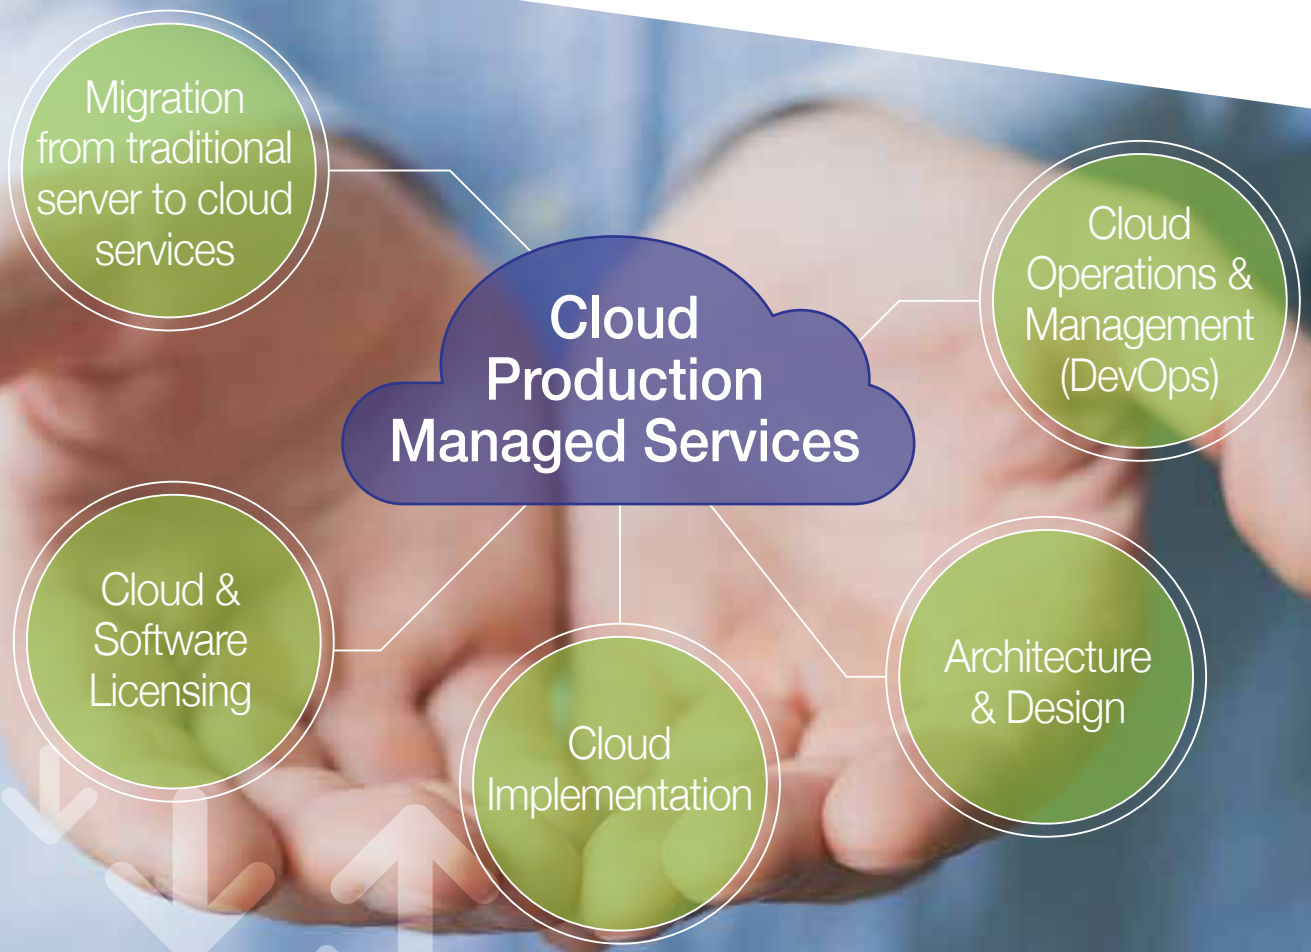 Migration
from traditional
server to cloud
services
Cloud
Operations &
Management
(DevOps)
Cloud
Production
Managed Services
Cloud &
Software
Licensing
Architecture
& Design
Cloud
Implementation